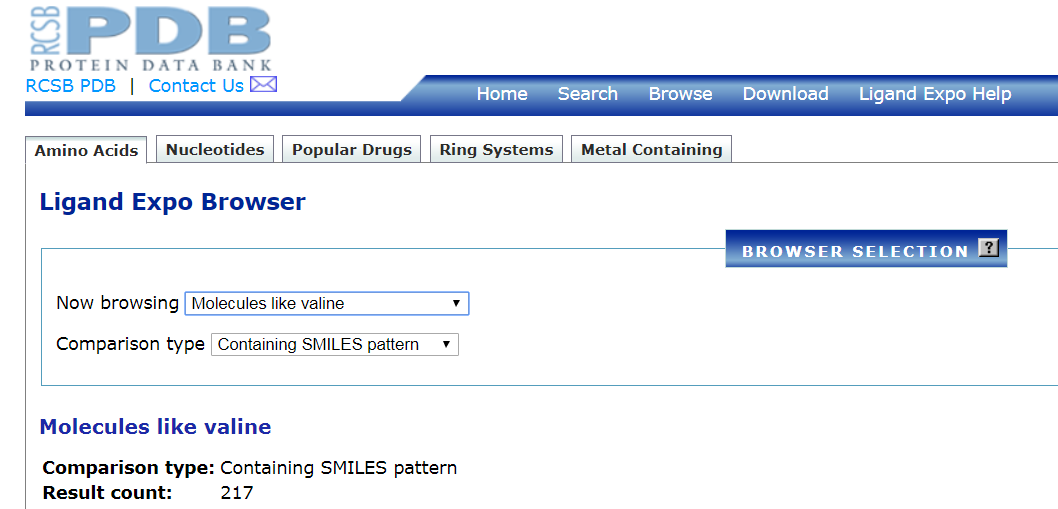 RCSB
PDB
PROTEIN DATA BANK
RCSB PDB | Contact Us
Home Search Browse Download Ligand Expo Help
Amino Acids Nucleotides Popular Drugs Ring Systems Metal Containing
Ligand Expo Browser
BROWSER SELECTION ?
Now browsing Molecules like valine
Comparison type Containing SMILES pattern
Molecules like valine
Comparison type: Containing SMILES pattern
Result count: 217